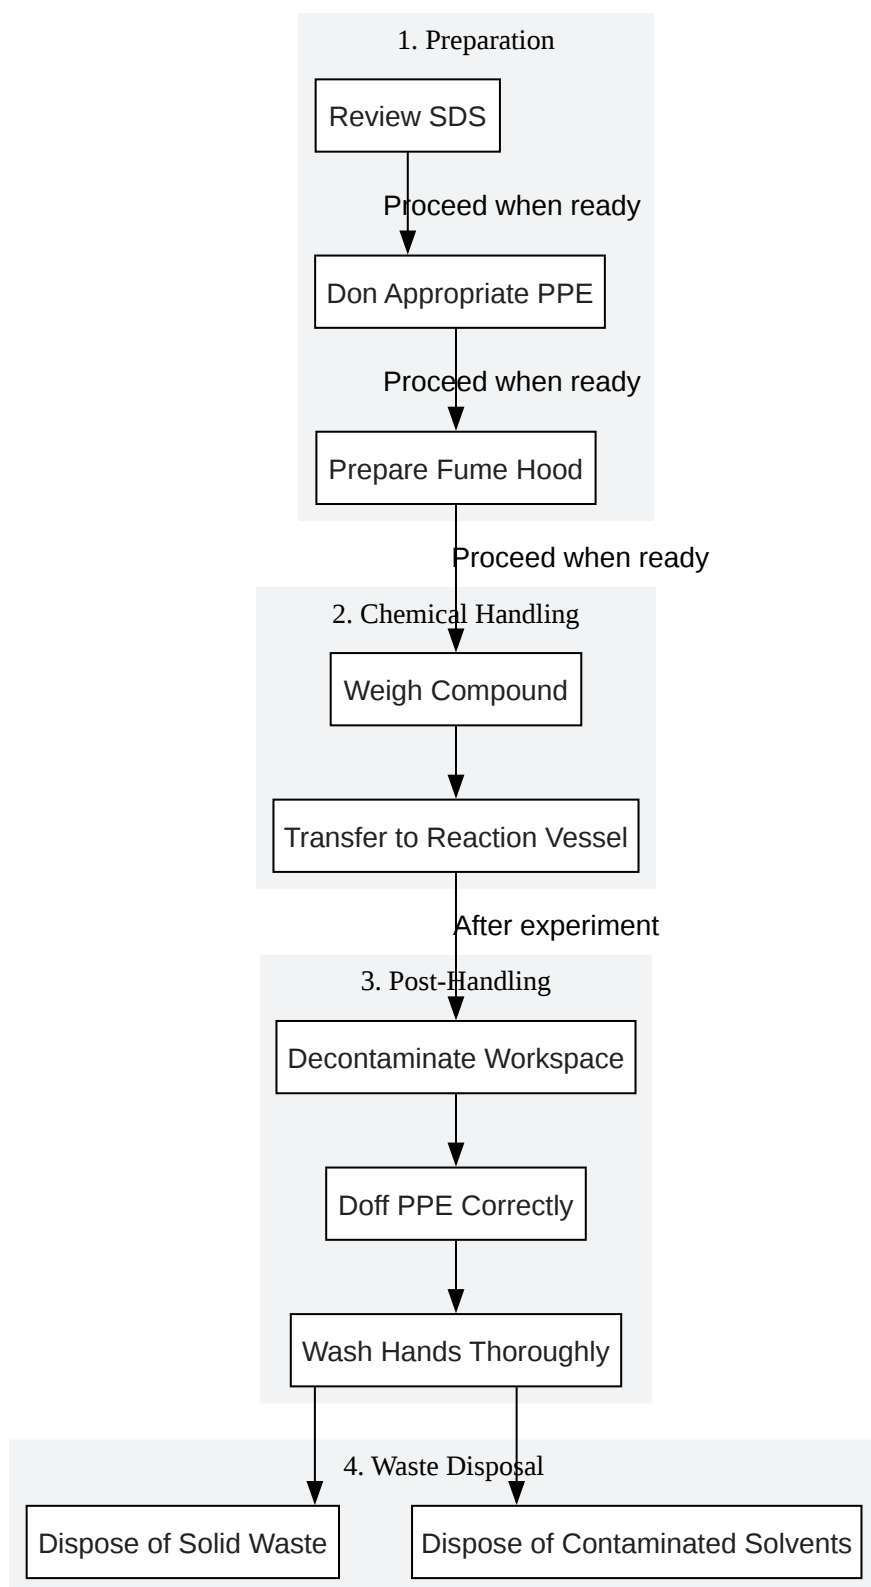 1. Preparation
Review SDS
Proceed when ready
Don Appropriate PPE
Proceed when ready
Prepare Fume Hood
Proceed when ready
2. Chemical Handling
Weigh Compound
Transfer to Reaction Vessel
After experiment
3. Post-Handling
Decontaminate Workspace
Doff PPE Correctly
Wash Hands Thoroughly
4. Waste Disposal
Dispose of Solid Waste
Dispose of Contaminated Solvents